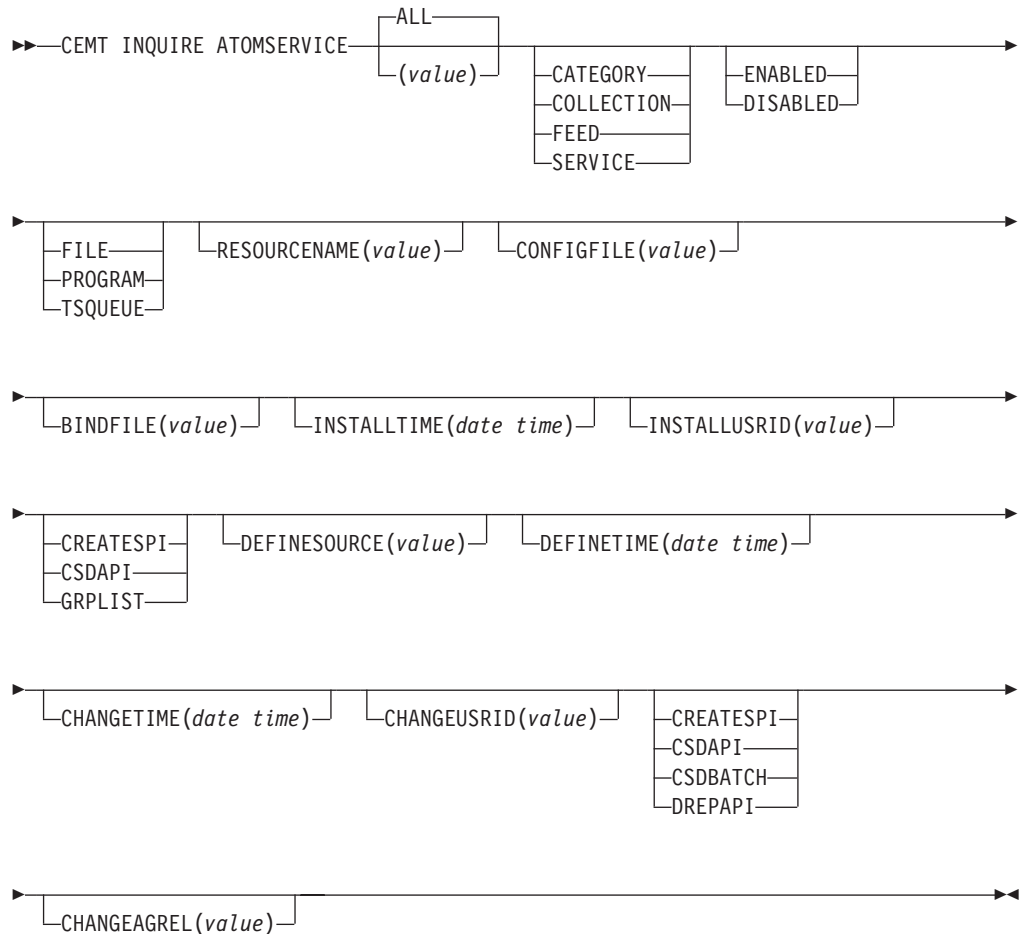 ALL
CEMT INQUIRE ATOMSERVICE
(value)
CATEGORY
COLLECTION
FEED
SERVICE
ENABLED
DISABLED
FILE
PROGRAM
TSQUEUE
RESOURCENAME(value)
CONFIGFILE(value)
BINDFILE(value)
INSTALLTIME(date time)
INSTALLUSRID(value)
CREATESPI
CSDAPI
GRPLIST
DEFINESOURCE(value)
DEFINETIME(date time)
CHANGETIME(date time)
CHANGEUSRID(value)
CREATESPI
CSDAPI
CSDBATCH
DREPAPI
CHANGEAGREL(value)